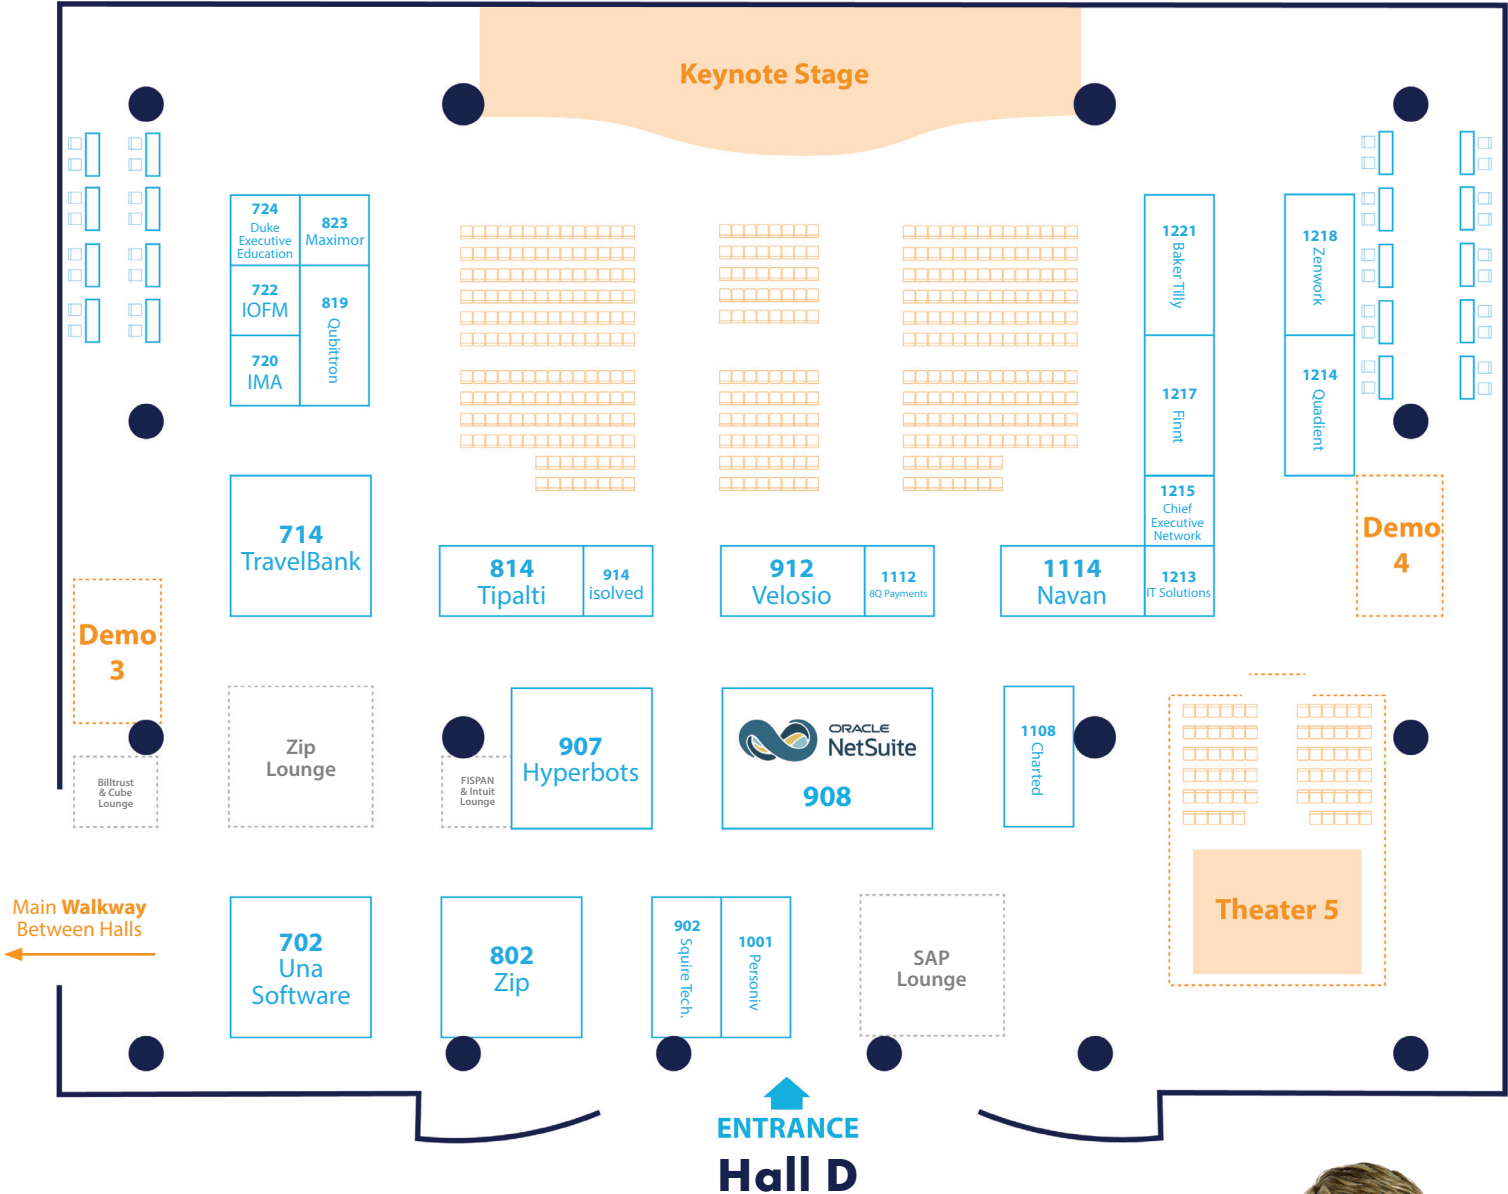 Keynote Stage
724
Duke
Executive
Education
823
Maximor
722
IOFM
819
Qubittron
720
IMA
1221
Baker Tilly
1218
Zenwork
1217
Finnt
1214
Quadient
1215
Chief
Executive
Network
1213
IT Solutions
714
TravelBank
814
Tipalti
914
isolved
912
Velosio
1112
8Q Payments
1114
Navan
Demo
4
Demo
3
Billtrust
& Cube
Lounge
Zip
Lounge
FISPAN
& Intuit
Lounge
907
Hyperbots
ORACLE
NetSuite
908
1108
Charted
Theater 5
Main Walkway
Between Halls
702
Una
Software
802
Zip
902
Squire Tech.
1001
Personiv
SAP
Lounge
ENTRANCE
Hall D